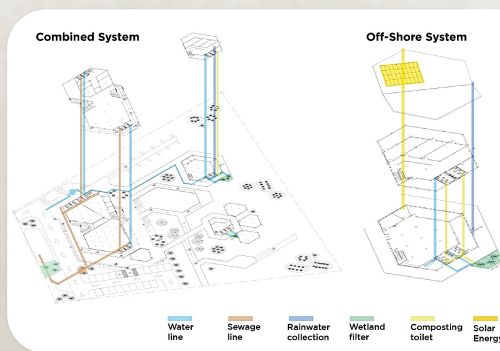 Combined System
Off-Shore System
Water line
Sewage line
Rainwater collection
Wetland filter
Composting toilet
Solar Energy